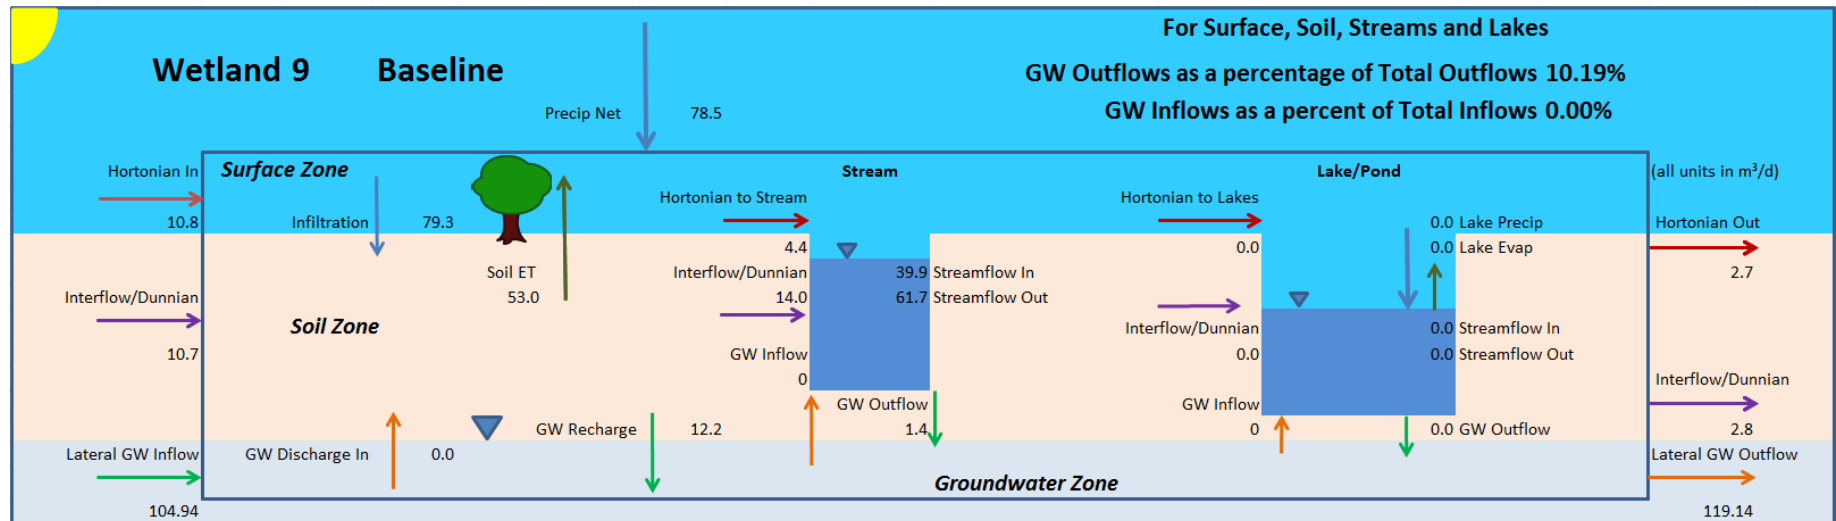 For Surface, Soil, Streams and Lakes
Wetland 9 Baseline
GW Outflows as a percentage of Total Outflows 10.19%
GW Inflows as a percent of Total Inflows 0.00%
Precip Net 78.5
Hortonian In
10.8
Surface Zone
Stream
Lake/Pond
(all units in m³/d)
Infiltration 79.3
Hortonian to Stream
4.4
Hortonian to Lakes
0.0
0.0 Lake Precip
0.0 Lake Evap
Hortonian Out
2.7
Soil ET
53.0
Interflow/Dunnian
14.0
39.9 Streamflow In
61.7 Streamflow Out
Interflow/Dunnian
10.7
Soil Zone
Interflow/Dunnian
0.0
0.0 Streamflow In
0.0 Streamflow Out
GW Inflow
0
Interflow/Dunnian
2.8
GW Outflow
1.4
GW Inflow
0
0.0 GW Outflow
GW Recharge 12.2
Lateral GW Inflow
104.94
GW Discharge In 0.0
Lateral GW Outflow
119.14
Groundwater Zone